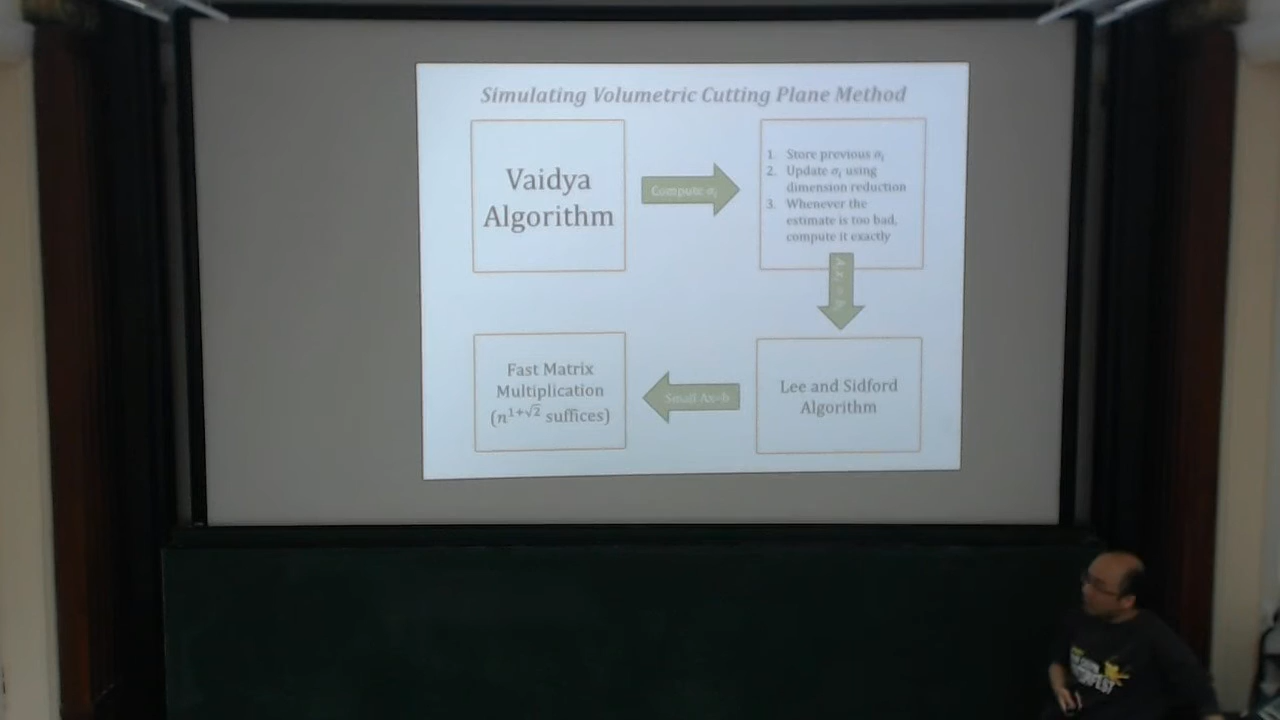 Simulating Volumetric Cutting Plane Method
Vaidya
Algorithm
Compute σᵢ
1. Store previous σᵢ
2. Update σᵢ using
dimension reduction
3. Whenever the
estimate is too bad,
compute it exactly
Lee and Sidford
Algorithm
Small Ax=b
Fast Matrix
Multiplication
(n^{1+√2} suffices)